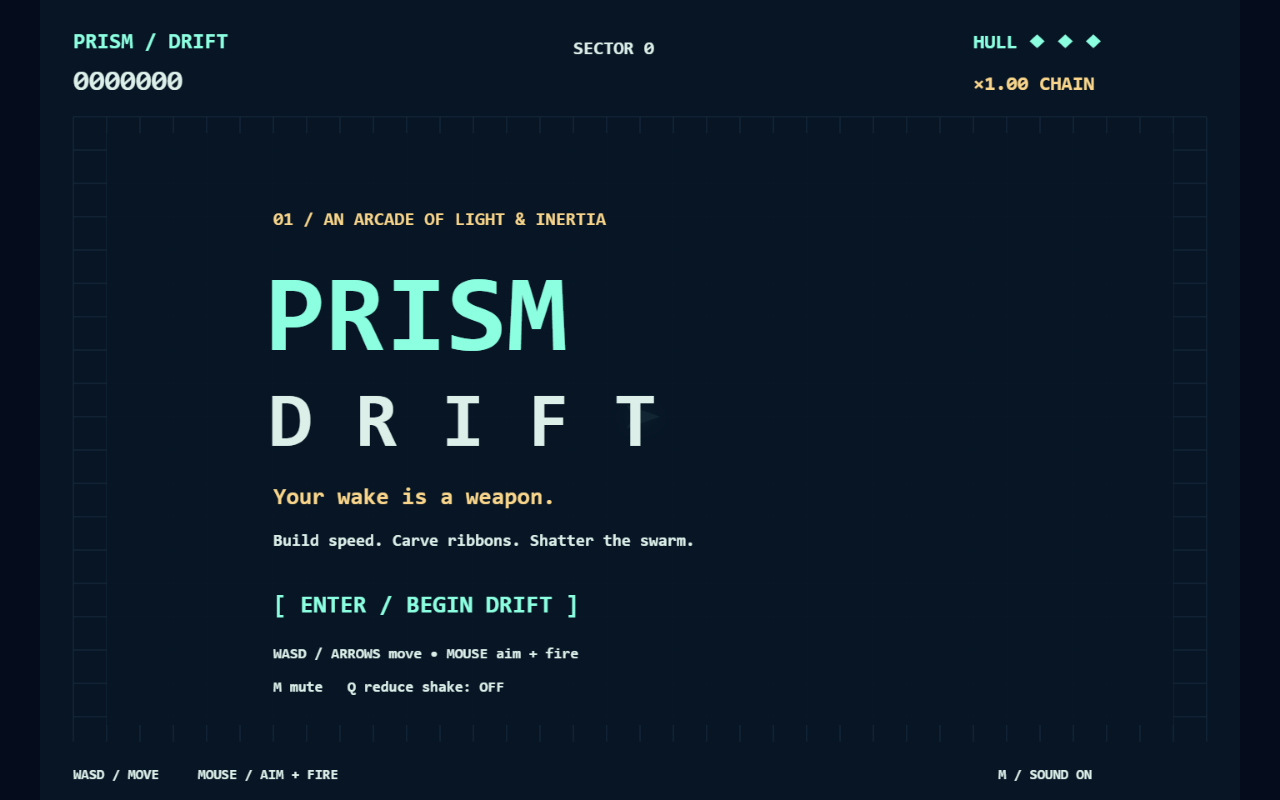 PRISM / DRIFT
0000000
SECTOR 0
HULL ◆ ◆ ◆
×1.00 CHAIN
01 / AN ARCADE OF LIGHT & INERTIA
PRISM
D R I F T
Your wake is a weapon.
Build speed. Carve ribbons. Shatter the swarm.
[ ENTER / BEGIN DRIFT ]
WASD / ARROWS move • MOUSE aim + fire
M mute   Q reduce shake: OFF
WASD / MOVE   MOUSE / AIM + FIRE
M / SOUND ON